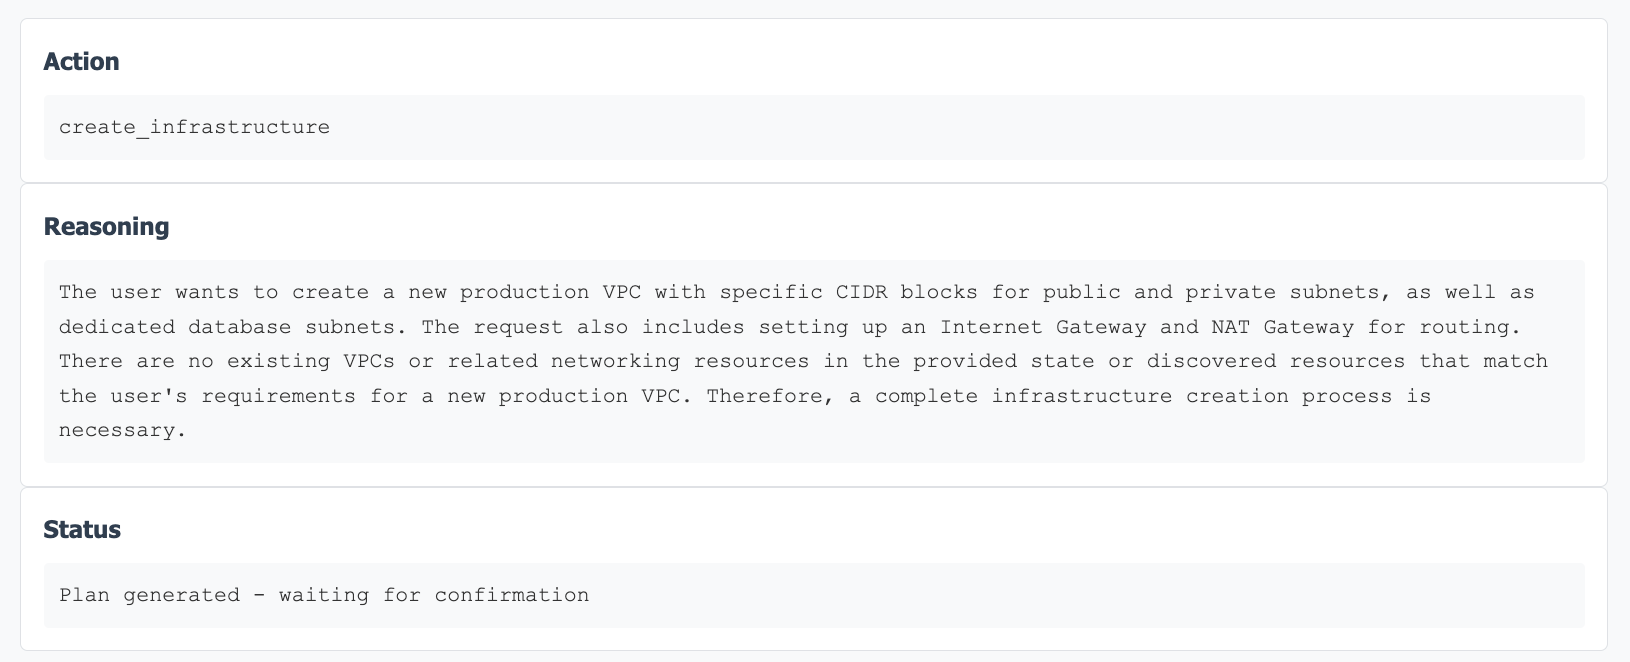 Action
create_infrastructure
Reasoning
The user wants to create a new production VPC with specific CIDR blocks for public and private subnets, as well as
dedicated database subnets. The request also includes setting up an Internet Gateway and NAT Gateway for routing.
There are no existing VPCs or related networking resources in the provided state or discovered resources that match
the user's requirements for a new production VPC. Therefore, a complete infrastructure creation process is
necessary.
Status
Plan generated - waiting for confirmation